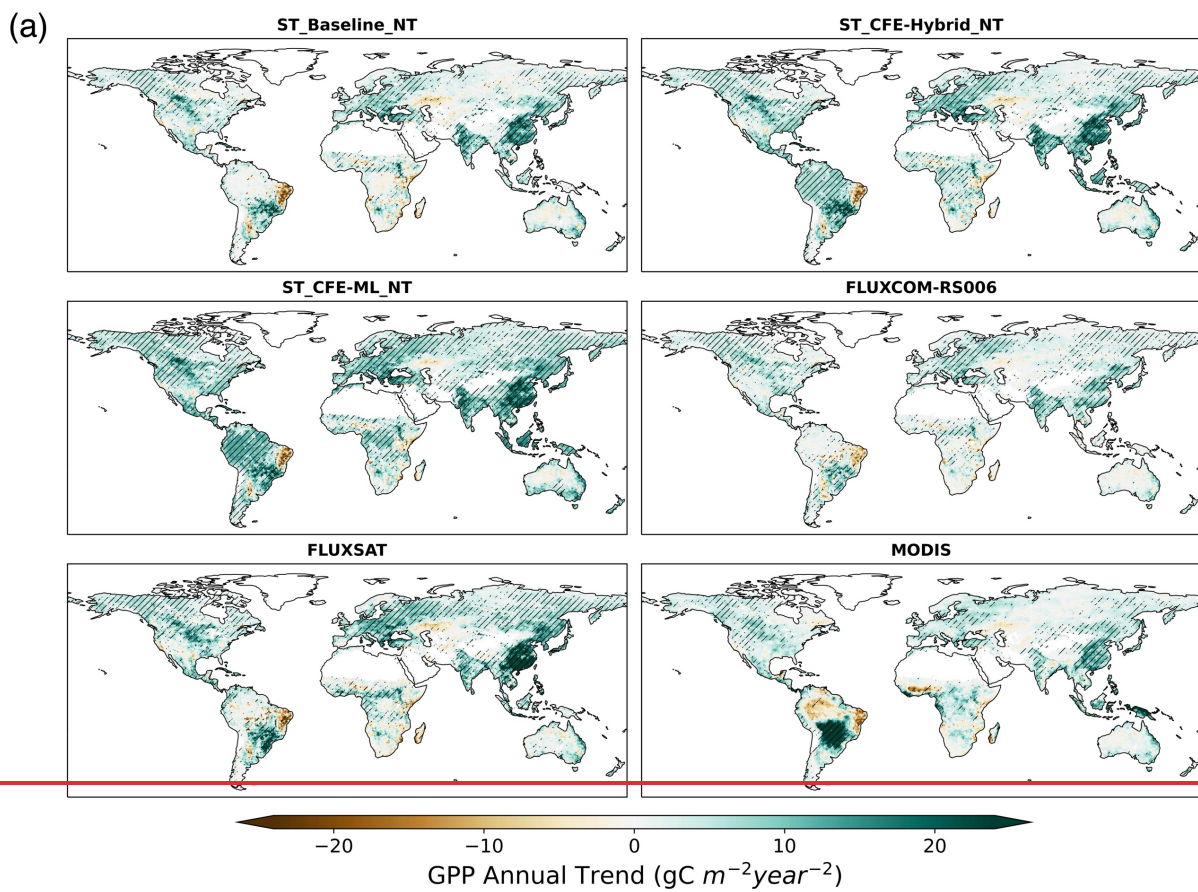 (a)
ST_Baseline_NT
ST_CFE-Hybrid_NT
ST_CFE-ML_NT
FLUXCOM-RS006
FLUXSAT
MODIS
−20 −10 0 10 20
GPP Annual Trend (gC m⁻²year⁻²)